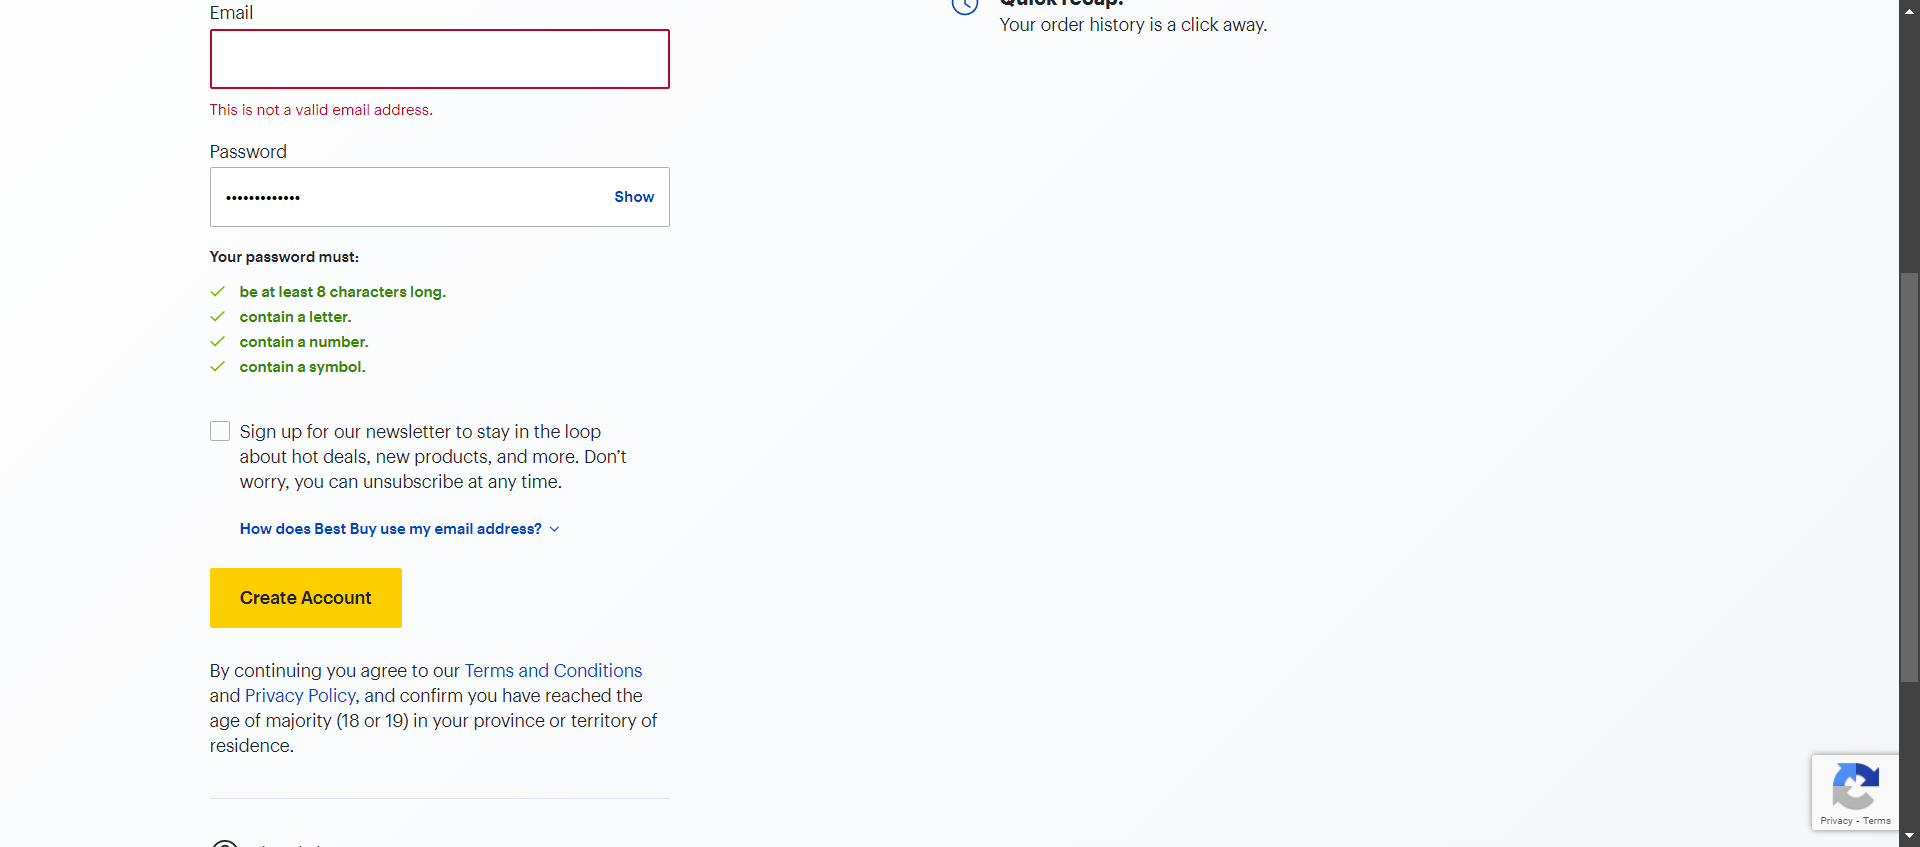 Email
Quick recap.
Your order history is a click away.
This is not a valid email address.
Password
•••••••••••••
Show
Your password must:
be at least 8 characters long.
contain a letter.
contain a number.
contain a symbol.
Sign up for our newsletter to stay in the loop
about hot deals, new products, and more. Don’t
worry, you can unsubscribe at any time.
How does Best Buy use my email address?
Create Account
By continuing you agree to our Terms and Conditions
and Privacy Policy, and confirm you have reached the
age of majority (18 or 19) in your province or territory of
residence.
Privacy - Terms